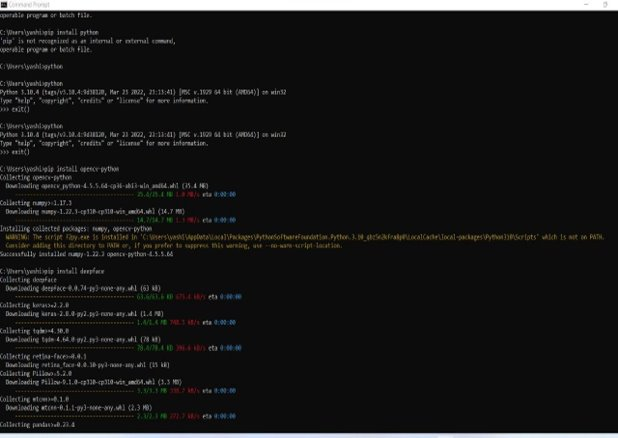 Command Prompt
operable program or batch file.
C:\Users\yashi>pip install python
'pip' is not recognized as an internal or external command,
operable program or batch file.
C:\Users\yashi>python
C:\Users\yashi>python
Python 3.10.4 (tags/v3.10.4:9d38120, Mar 23 2022, 23:13:41) [MSC v.1929 64 bit (AMD64)] on win32
Type "help", "copyright", "credits" or "license" for more information.
>>> exit()
C:\Users\yashi>python
Python 3.10.4 (tags/v3.10.4:9d38120, Mar 23 2022, 23:13:41) [MSC v.1929 64 bit (AMD64)] on win32
Type "help", "copyright", "credits" or "license" for more information.
>>> exit()
C:\Users\yashi>pip install opencv-python
Collecting opencv-python
Downloading opencv_python-4.5.5.64-cp36-abi3-win_amd64.whl (35.4 MB)
35.4/35.4 MB MB/s eta 0:00:00
Collecting numpy>=1.17.3
Downloading numpy-1.22.3-cp310-cp310-win_amd64.whl (14.7 MB)
14.7/14.7 MB MB/s eta 0:00:00
Installing collected packages: numpy, opencv-python
WARNING: The script f2py.exe is installed in 'C:\Users\yashi\AppData\Local\Packages\PythonSoftwareFoundation.Python.3.10_qbz5n2kfra8p0\LocalCache\local-packages\Python310\Scripts' which is not on PATH.
Consider adding this directory to PATH or, if you prefer to suppress this warning, use --no-warn-script-location.
Successfully installed numpy-1.22.3 opencv-python-4.5.5.64
C:\Users\yashi>pip install deepface
Collecting deepface
Downloading deepface-0.0.74-py3-none-any.whl (63 kB)
63.6/63.6 kB kB/s eta 0:00:00
Collecting keras>=2.2.0
Downloading keras-2.8.0-py2.py3-none-any.whl (1.4 MB)
1.4/1.4 MB kB/s eta 0:00:00
Collecting tqdm>=4.30.0
Downloading tqdm-4.64.0-py2.py3-none-any.whl (78 kB)
78.4/78.4 kB kB/s eta 0:00:00
Collecting retina-face>=0.0.1
Downloading retina_face-0.0.10-py3-none-any.whl (15 kB)
Collecting Pillow>=5.2.0
Downloading Pillow-9.1.0-cp310-cp310-win_amd64.whl (3.3 MB)
3.3/3.3 MB kB/s eta 0:00:00
Collecting mtcnn>=0.1.0
Downloading mtcnn-0.1.1-py3-none-any.whl (2.3 MB)
2.3/2.3 MB kB/s eta 0:00:00
Collecting pandas>=0.23.4